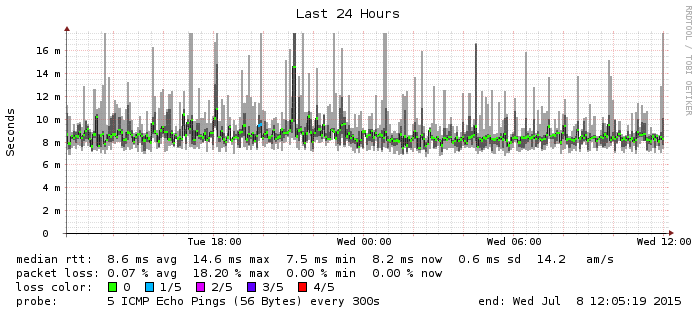 Last 24 Hours
RRDTOOL / TOBI OETIKER
Seconds
16 m
14 m
12 m
10 m
8 m
6 m
4 m
2 m
0
Tue 18:00 Wed 00:00 Wed 06:00 Wed 12:00
median rtt: 8.6 ms avg 14.6 ms max 7.5 ms min 8.2 ms now 0.6 ms sd 14.2 am/s
packet loss: 0.07 % avg 18.20 % max 0.00 % min 0.00 % now
loss color: 0 1/5 2/5 3/5 4/5
probe: 5 ICMP Echo Pings (56 Bytes) every 300s end: Wed Jul 8 12:05:19 2015